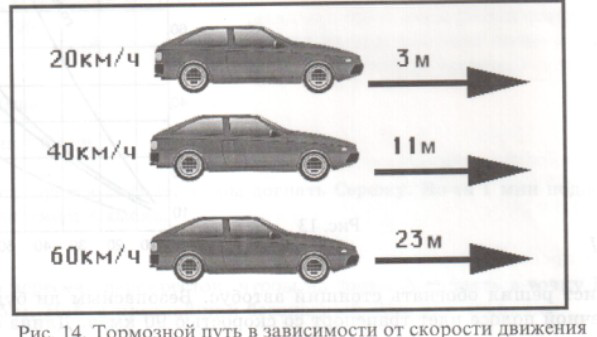 20км/ч 3м
40км/ч 11м
60км/ч 23м
Рис. 14. Тормозной путь в зависимости от скорости движения